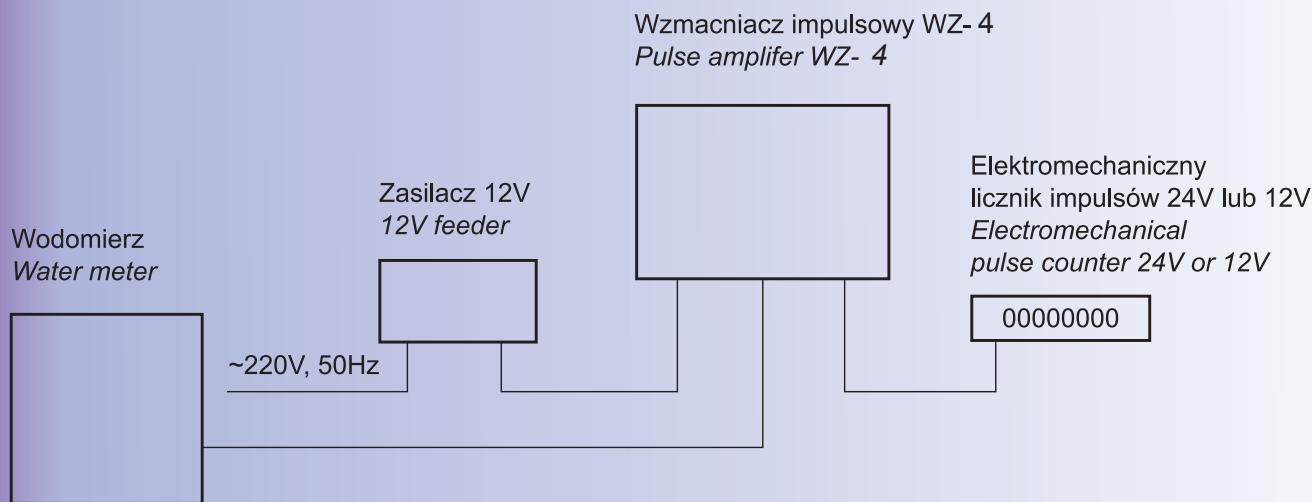 Wzmacniacz impulsowy WZ- 4
Pulse amplifer WZ- 4
Elektromechaniczny
licznik impulsów 24V lub 12V
Electromechanical
pulse counter 24V or 12V
00000000
Zasilacz 12V
12V feeder
Wodomierz
Water meter
~220V, 50Hz